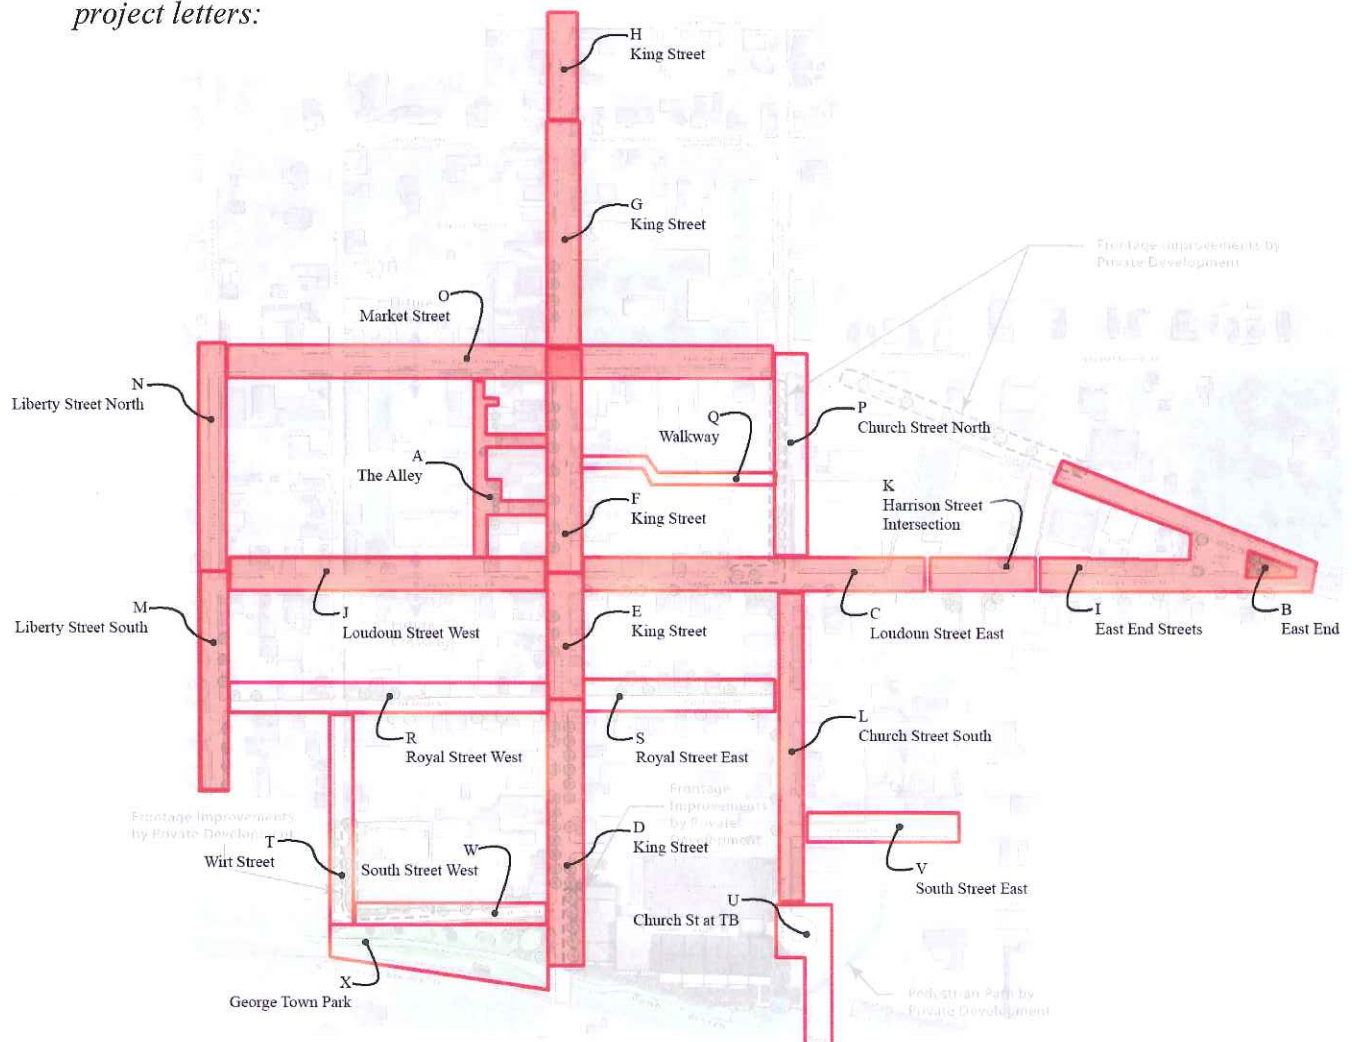 project letters:
H
King Street
G
King Street
Frontage Improvements by
Private Development
O
Market Street
N
Liberty Street North
P
Church Street North
Q
Walkway
A
The Alley
K
Harrison Street
Intersection
F
King Street
M
Liberty Street South
J
Loudoun Street West
E
King Street
C
Loudoun Street East
I
East End Streets
B
East End
R
Royal Street West
S
Royal Street East
L
Church Street South
Frontage
Improvements
by Private
Development
Frontage Improvements
by Private Development
T
Wirt Street
W
South Street West
D
King Street
V
South Street East
U
Church St at TB
X
George Town Park
Pedestrian Path by
Private Development